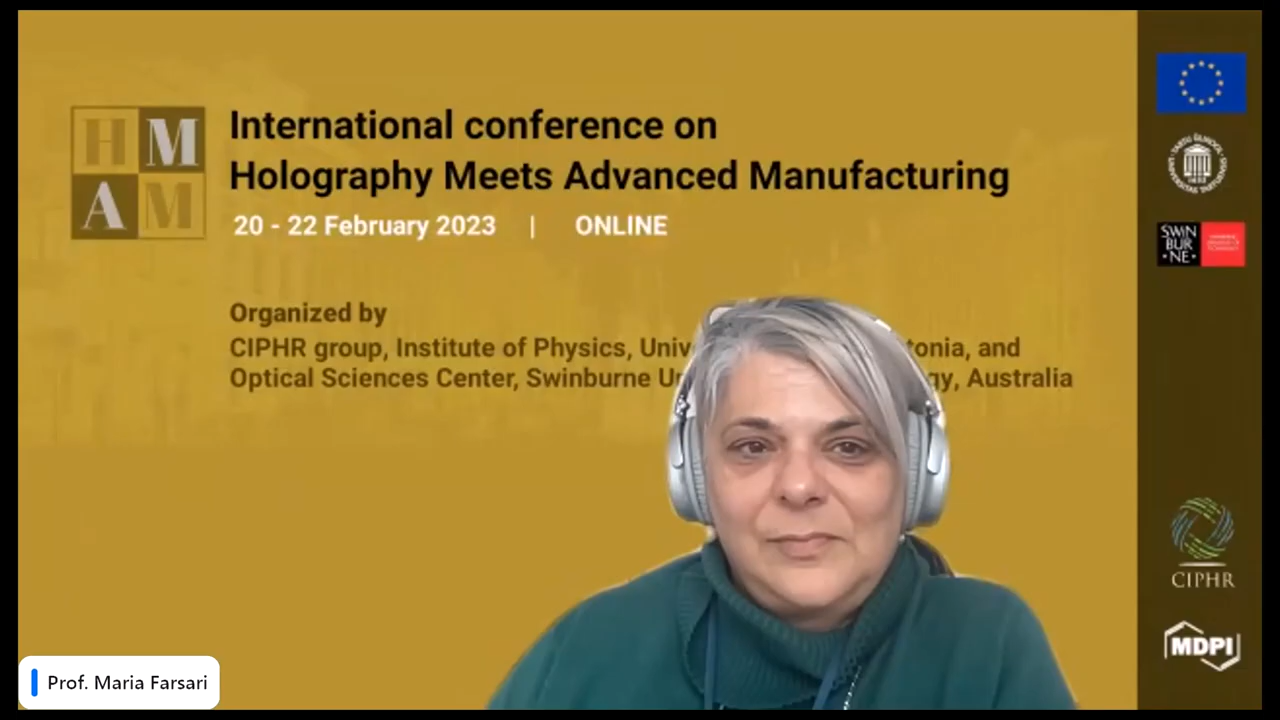 H M
A M
International conference on
Holography Meets Advanced Manufacturing
20 - 22 February 2023 | ONLINE
Organized by
CIPHR group, Institute of Physics, Univ tonia, and
Optical Sciences Center, Swinburne Un gy, Australia
SWIN
BUR
• NE •
CIPHR
MDPI
Prof. Maria Farsari